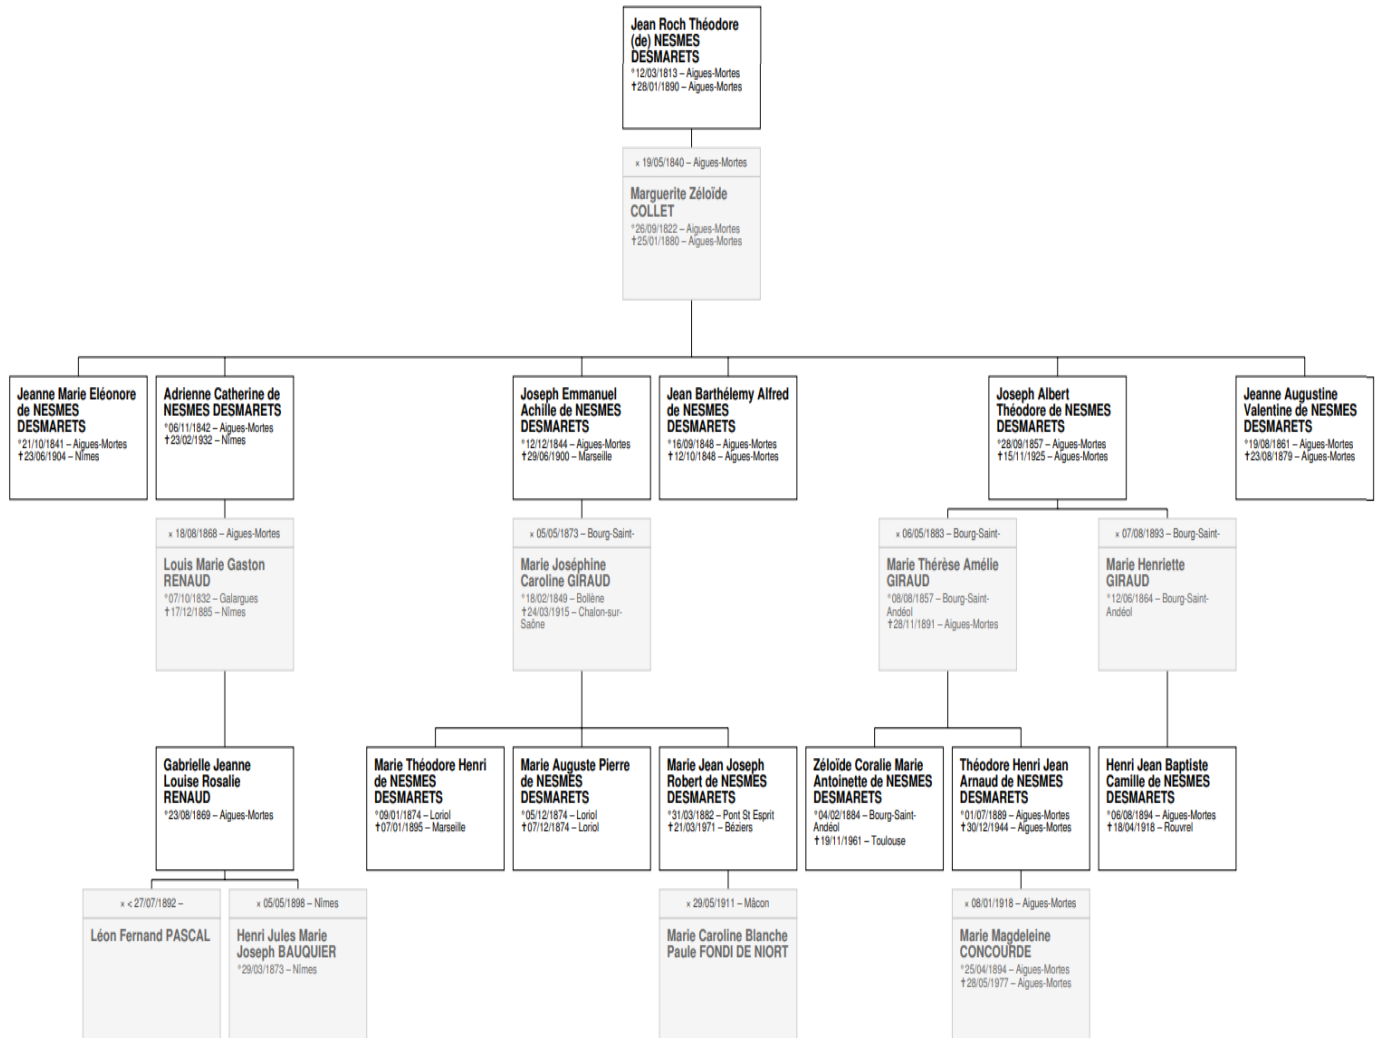 Jean Roch Théodore
(de) NESMES
DESMARETS
°12/03/1813 – Aigues-Mortes
†28/01/1890 – Aigues-Mortes
× 19/05/1840 – Aigues-Mortes
Marguerite Zéloïde
COLLET
°26/09/1822 – Aigues-Mortes
†25/01/1880 – Aigues-Mortes
Jeanne Marie Eléonore
de NESMES
DESMARETS
°21/10/1841 – Aigues-Mortes
†23/06/1904 – Nîmes
Adrienne Catherine de
NESMES DESMARETS
°06/11/1842 – Aigues-Mortes
†23/02/1932 – Nîmes
Joseph Emmanuel
Achille de NESMES
DESMARETS
°12/12/1844 – Aigues-Mortes
†29/06/1900 – Marseille
Jean Barthélemy Alfred
de NESMES
DESMARETS
°16/09/1848 – Aigues-Mortes
†12/10/1848 – Aigues-Mortes
Joseph Albert
Théodore de NESMES
DESMARETS
°28/09/1857 – Aigues-Mortes
†15/11/1925 – Aigues-Mortes
Jeanne Augustine
Valentine de NESMES
DESMARETS
°19/08/1861 – Aigues-Mortes
†23/08/1879 – Aigues-Mortes
× 18/08/1868 – Aigues-Mortes
Louis Marie Gaston
RENAUD
°07/10/1832 – Galargues
†17/12/1885 – Nîmes
× 05/05/1873 – Bourg-Saint-
Marie Joséphine
Caroline GIRAUD
°18/02/1849 – Bollène
†24/03/1915 – Chalon-sur-
Saône
× 06/05/1883 – Bourg-Saint-
Marie Thérèse Amélie
GIRAUD
°08/08/1857 – Bourg-Saint-
Andéol
†28/11/1891 – Aigues-Mortes
× 07/08/1893 – Bourg-Saint-
Marie Henriette
GIRAUD
°12/06/1864 – Bourg-Saint-
Andéol
Gabrielle Jeanne
Louise Rosalie
RENAUD
°23/08/1869 – Aigues-Mortes
Marie Théodore Henri
de NESMES
DESMARETS
°09/01/1874 – Loriol
†07/01/1895 – Marseille
Marie Auguste Pierre
de NESMES
DESMARETS
°05/12/1874 – Loriol
†07/12/1874 – Loriol
Marie Jean Joseph
Robert de NESMES
DESMARETS
°31/03/1882 – Pont St Esprit
†21/03/1971 – Béziers
Zéloïde Coralie Marie
Antoinette de NESMES
DESMARETS
°04/02/1884 – Bourg-Saint-
Andéol
†19/11/1961 – Toulouse
Théodore Henri Jean
Arnaud de NESMES
DESMARETS
°01/07/1889 – Aigues-Mortes
†30/12/1944 – Aigues-Mortes
Henri Jean Baptiste
Camille de NESMES
DESMARETS
°06/08/1894 – Aigues-Mortes
†18/04/1918 – Rouvrel
× < 27/07/1892 –
Léon Fernand PASCAL
× 05/05/1898 – Nîmes
Henri Jules Marie
Joseph BAUQUIER
°29/03/1873 – Nîmes
× 29/05/1911 – Mâcon
Marie Caroline Blanche
Paule FONDI DE NIORT
× 08/01/1918 – Aigues-Mortes
Marie Magdeleine
CONCOURDE
°25/04/1894 – Aigues-Mortes
†28/05/1977 – Aigues-Mortes